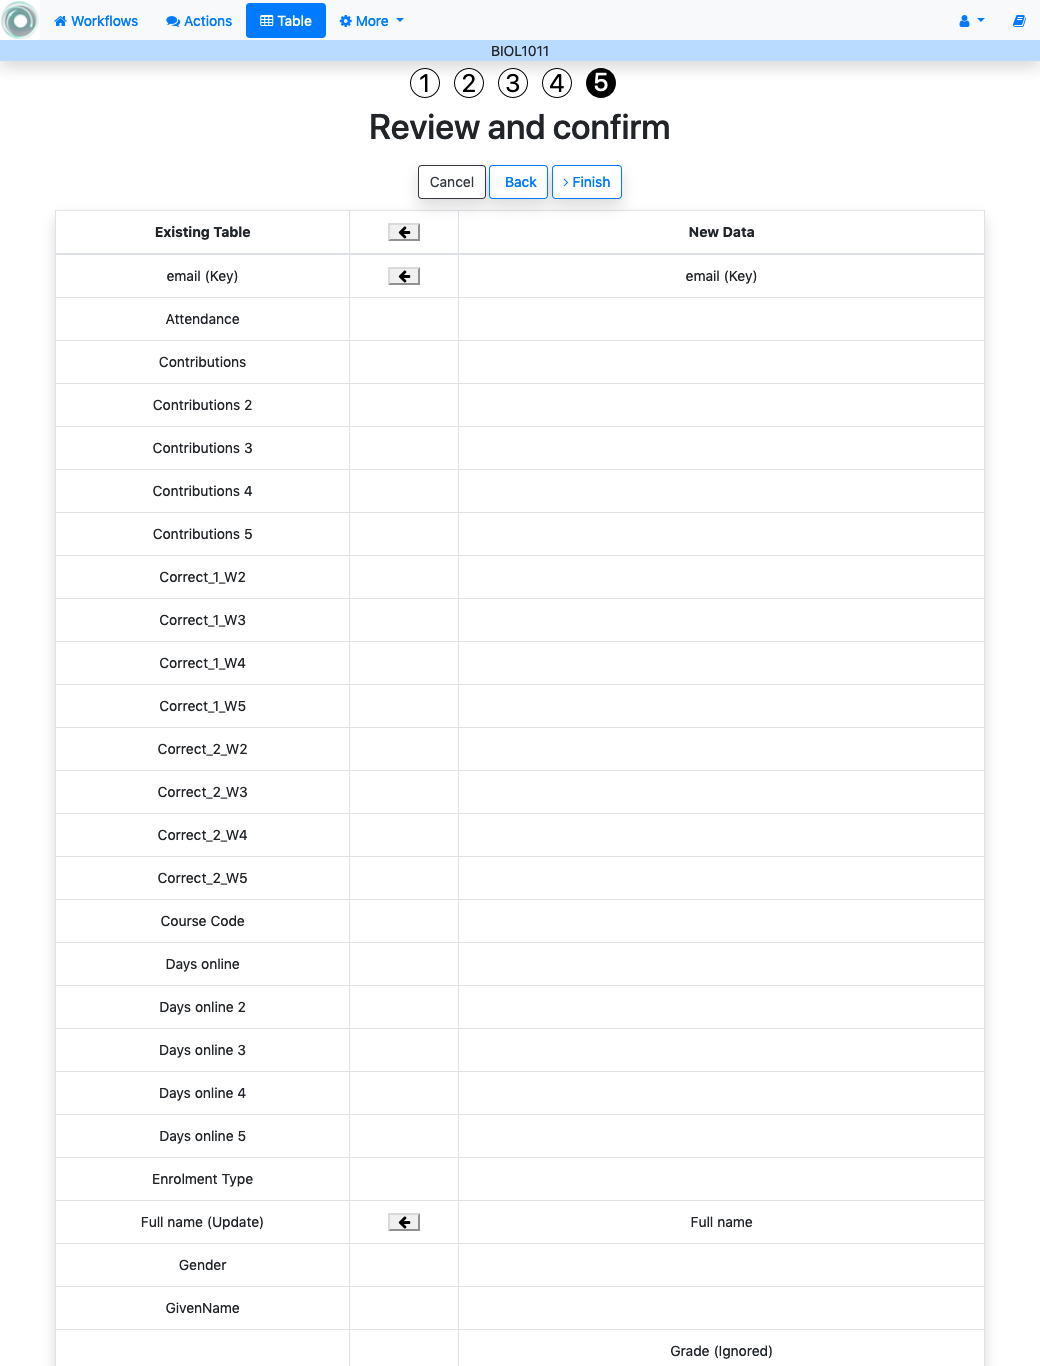 Workflows Actions Table More
BIOL1011
1 2 3 4 5
Review and confirm
Cancel Back Finish
Existing Table New Data
email (Key) email (Key)
Attendance
Contributions
Contributions 2
Contributions 3
Contributions 4
Contributions 5
Correct_1_W2
Correct_1_W3
Correct_1_W4
Correct_1_W5
Correct_2_W2
Correct_2_W3
Correct_2_W4
Correct_2_W5
Course Code
Days online
Days online 2
Days online 3
Days online 4
Days online 5
Enrolment Type
Full name (Update) Full name
Gender
GivenName
Grade (Ignored)